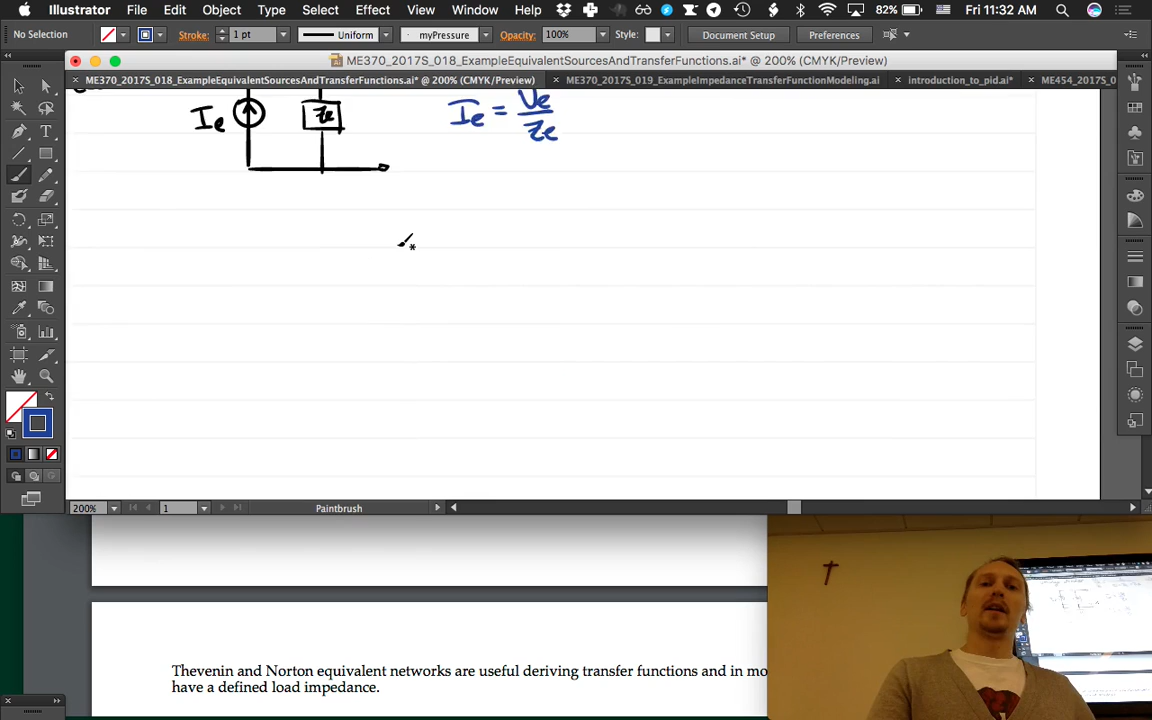 Illustrator File Edit Object Type Select Effect View Window Help 82% Fri 11:32 AM
No Selection Stroke: 1 pt Uniform myPressure Opacity: 100% Style: Document Setup Preferences
ME370_2017S_018_ExampleEquivalentSourcesAndTransferFunctions.ai* @ 200% (CMYK/Preview)
ME370_2017S_018_ExampleEquivalentSourcesAndTransferFunctions.ai* @ 200% (CMYK/Preview) ME370_2017S_019_ExampleImpedanceTransferFunctionModeling.ai introduction_to_pid.ai* ME454_2017S_0
Ie Ze Ie = Ve/Ze
200% 1 Paintbrush
Thevenin and Norton equivalent networks are useful deriving transfer functions and in mo
have a defined load impedance.